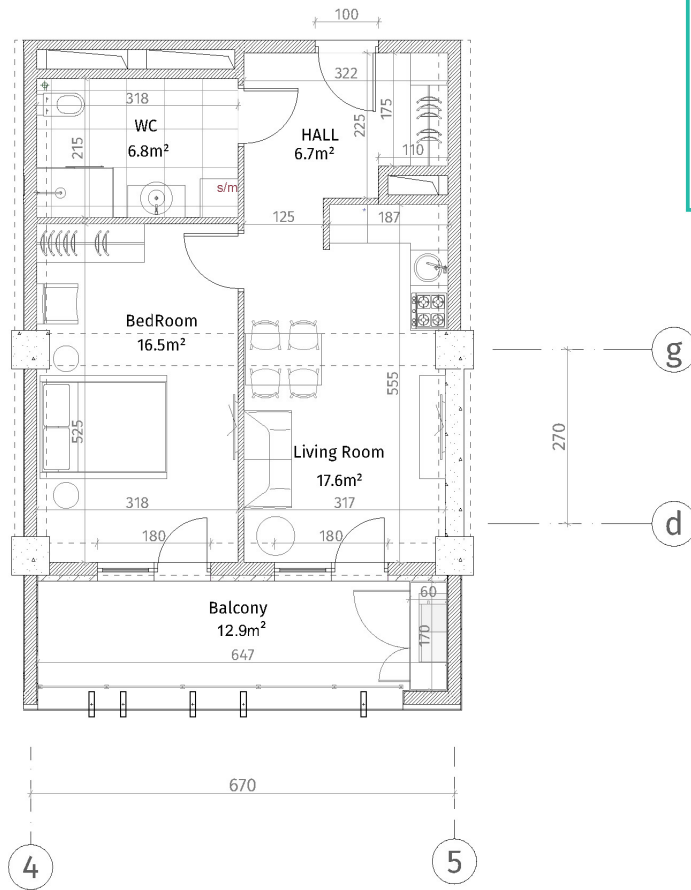 100
322
318
WC
6.8m²
HALL
6.7m²
175
225
215
110
s/m
125
187
BedRoom
16.5m²
g
555
525
270
Living Room
17.6m²
318
317
d
180
180
60
Balcony
12.9m²
170
647
670
4
5